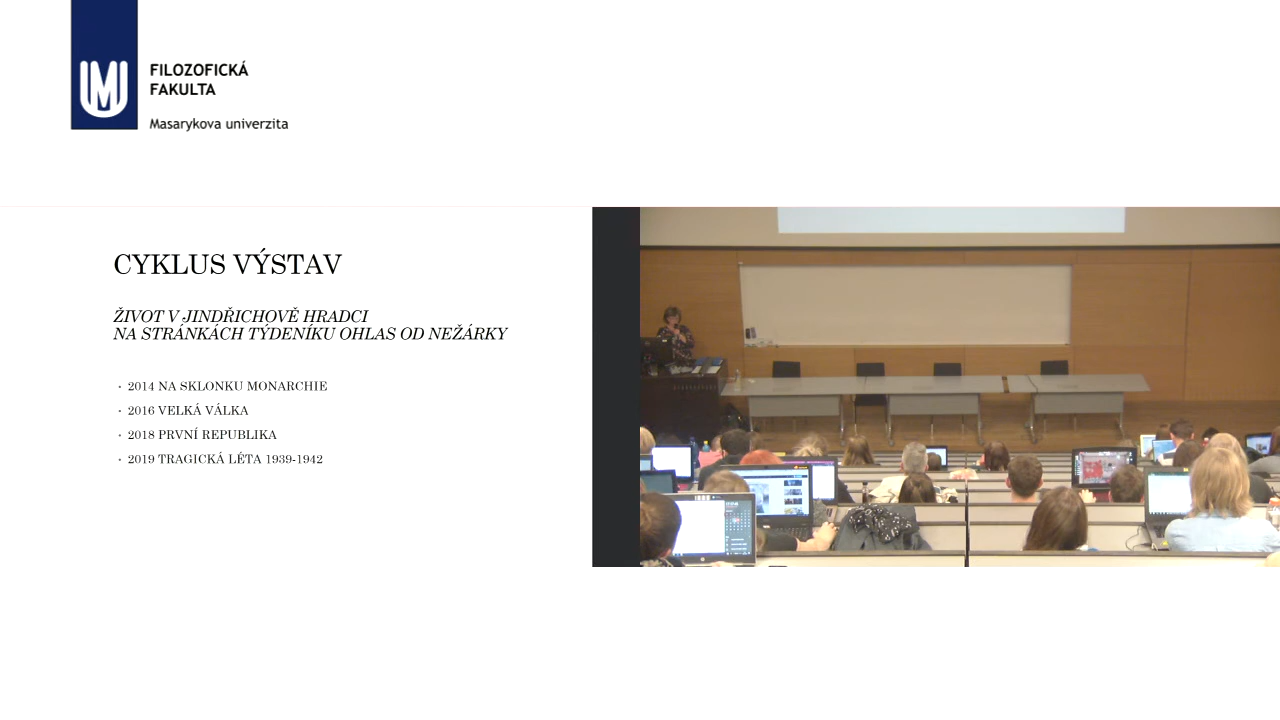 FILOZOFICKÁ
FAKULTA
Masarykova univerzita
CYKLUS VÝSTAV
ŽIVOT V JINDŘICHOVĚ HRADCI
NA STRÁNKÁCH TÝDENÍKU OHLAS OD NEŽÁRKY
2014 NA SKLONKU MONARCHIE
2016 VELKÁ VÁLKA
2018 PRVNÍ REPUBLIKA
2019 TRAGICKÁ LÉTA 1939-1942